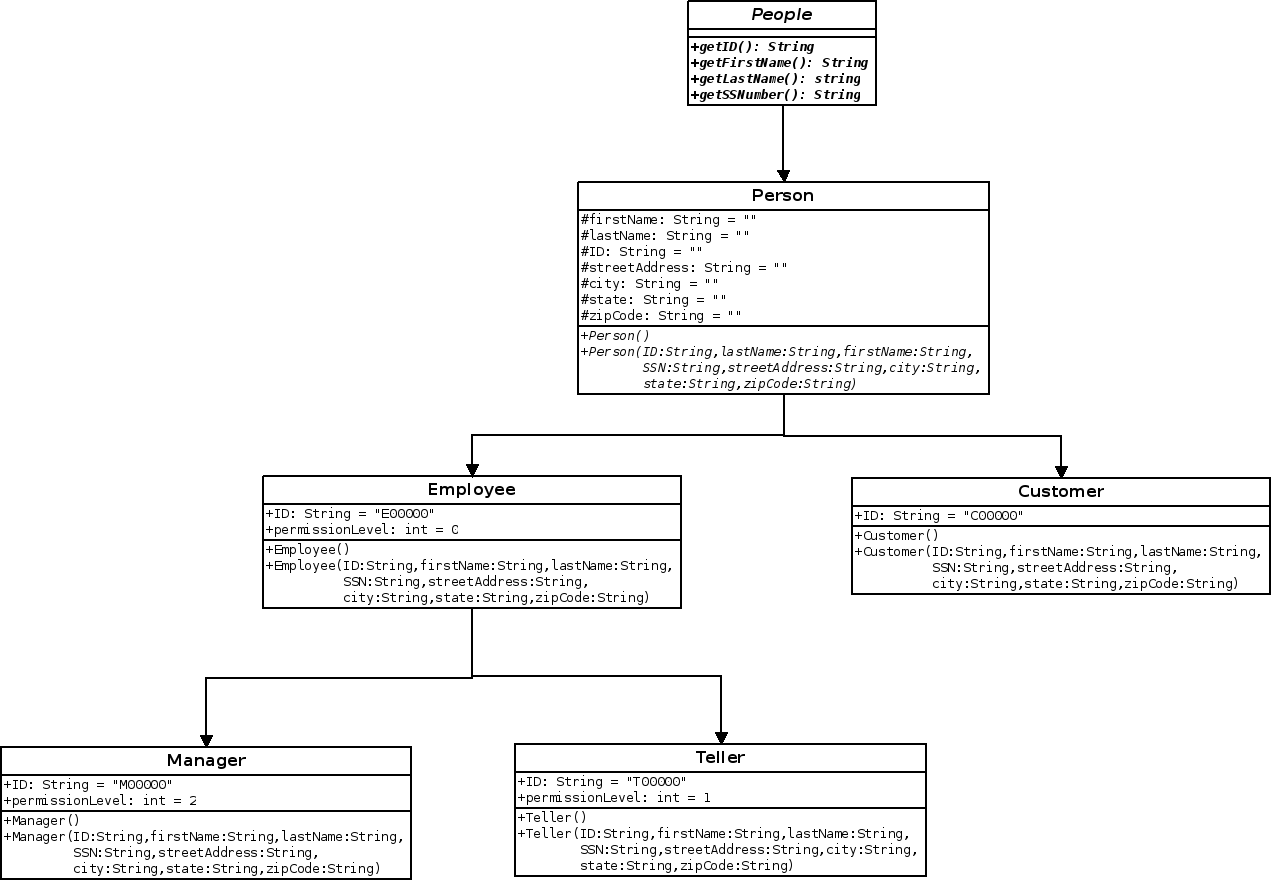 People
+getID(): String
+getFirstName(): String
+getLastName(): string
+getSSNumber(): String
Person
#firstName: String = ""
#lastName: String = ""
#ID: String = ""
#streetAddress: String = ""
#city: String = ""
#state: String = ""
#zipCode: String = ""
+Person()
+Person(ID:String,lastName:String,firstName:String,
SSN:String,streetAddress:String,city:String,
state:String,zipCode:String)
Employee
+ID: String = "E00000"
+permissionLevel: int = 0
+Employee()
+Employee(ID:String,firstName:String,lastName:String,
SSN:String,streetAddress:String,
city:String,state:String,zipCode:String)
Customer
+ID: String = "C00000"
+Customer()
+Customer(ID:String,firstName:String,lastName:String,
SSN:String,streetAddress:String,
city:String,state:String,zipCode:String)
Manager
+ID: String = "M00000"
+permissionLevel: int = 2
+Manager()
+Manager(ID:String,firstName:String,lastName:String,
SSN:String,streetAddress:String,
city:String,state:String,zipCode:String)
Teller
+ID: String = "T00000"
+permissionLevel: int = 1
+Teller()
+Teller(ID:String,firstName:String,lastName:String,
SSN:String,streetAddress:String,city:String,
state:String,zipCode:String)